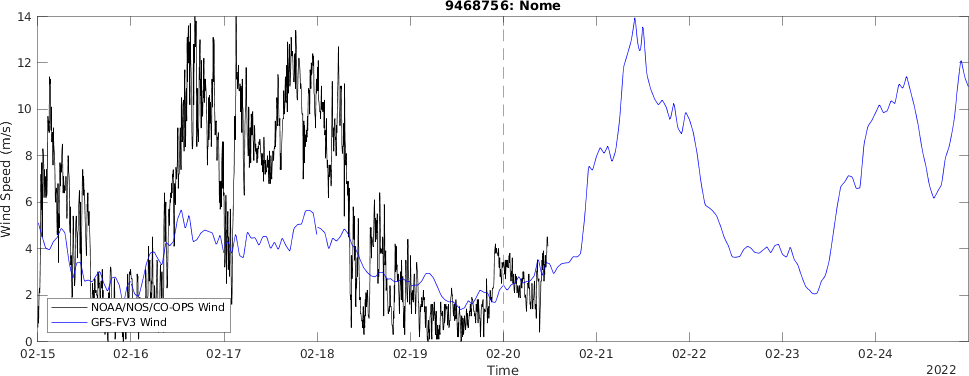 9468756: Nome
Wind Speed (m/s)
14
12
10
8
6
4
2
0
NOAA/NOS/CO-OPS Wind
GFS-FV3 Wind
02-15 02-16 02-17 02-18 02-19 02-20 02-21 02-22 02-23 02-24
Time
2022